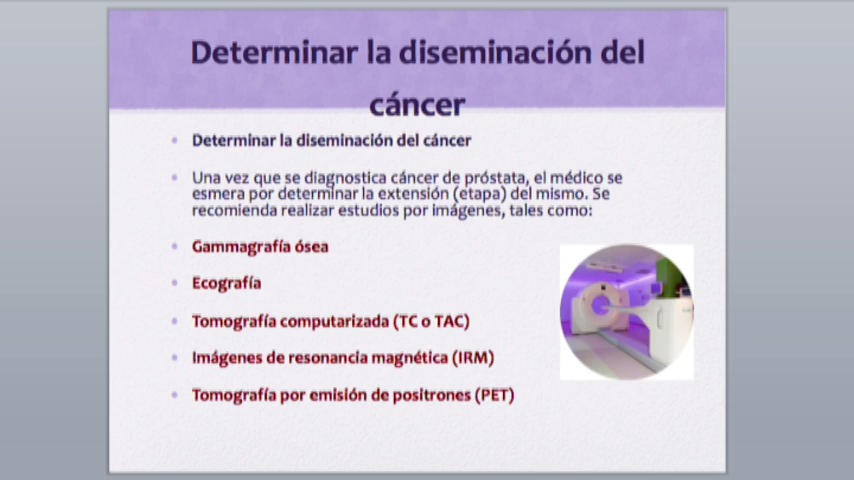 Determinar la diseminación del
cáncer
Determinar la diseminación del cáncer
Una vez que se diagnostica cáncer de próstata, el médico se
esmera por determinar la extensión (etapa) del mismo. Se
recomienda realizar estudios por imágenes, tales como:
Gammagrafía ósea
Ecografía
Tomografía computarizada (TC o TAC)
Imágenes de resonancia magnética (IRM)
Tomografía por emisión de positrones (PET)